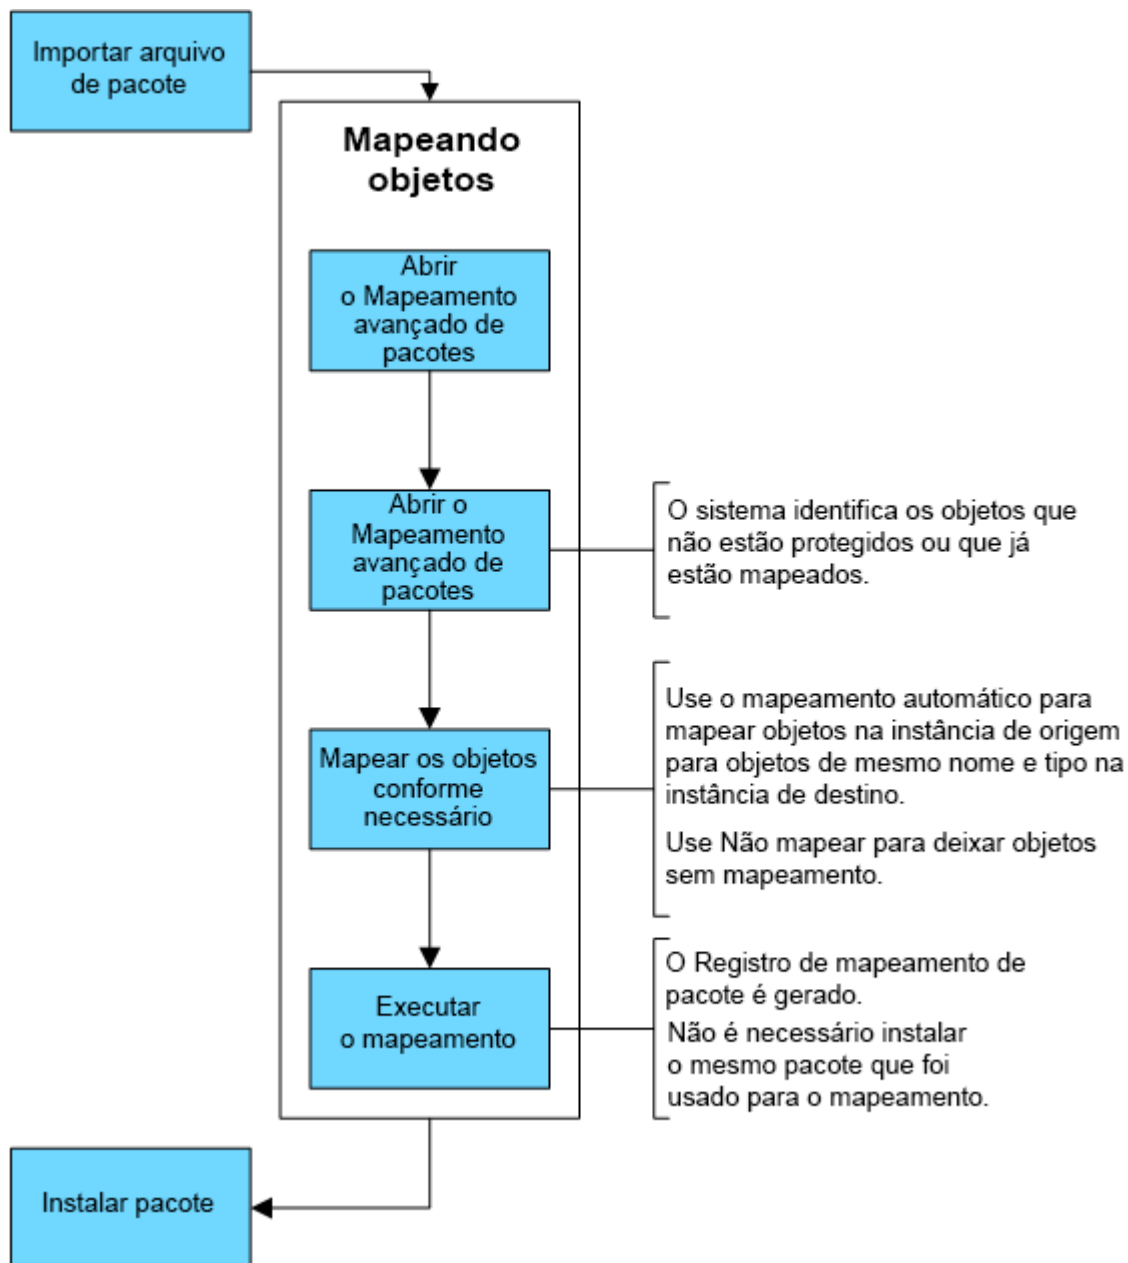 Importar arquivo
de pacote
Mapeando
objetos
Abrir
o Mapeamento
avançado de
pacotes
Abrir o
Mapeamento
avançado de
pacotes
O sistema identifica os objetos que
não estão protegidos ou que já
estão mapeados.
Mapear os objetos
conforme
necessário
Use o mapeamento automático para
mapear objetos na instância de origem
para objetos de mesmo nome e tipo na
instância de destino.
Use Não mapear para deixar objetos
sem mapeamento.
Executar
o mapeamento
O Registro de mapeamento de
pacote é gerado.
Não é necessário instalar
o mesmo pacote que foi
usado para o mapeamento.
Instalar pacote